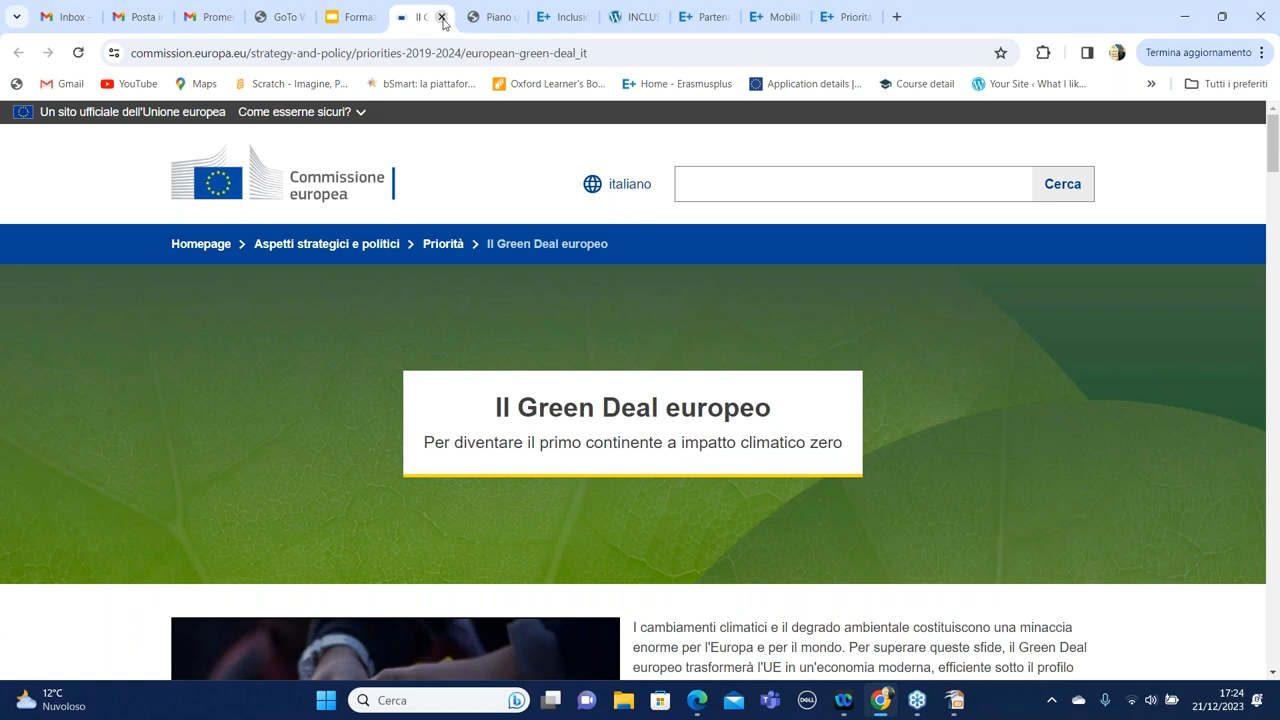 Inbox -
Posta in
Prome
GoTo V
Forma
Il C
Piano
Inclusi
INCLUS
Partena
Mobilit
Priorità
commission.europa.eu/strategy-and-policy/priorities-2019-2024/european-green-deal_it
Termina aggiornamento
Gmail
YouTube
Maps
Scratch - Imagine, P...
bSmart: la piattafor...
Oxford Learner's Bo...
Home - Erasmusplus
Application details |...
Course detail
Your Site ‹ What I lik...
»
Tutti i preferiti
Un sito ufficiale dell'Unione europea
Come esserne sicuri?
Commissione
europea
italiano
Cerca
Homepage
Aspetti strategici e politici
Priorità
Il Green Deal europeo
Il Green Deal europeo
Per diventare il primo continente a impatto climatico zero
I cambiamenti climatici e il degrado ambientale costituiscono una minaccia
enorme per l'Europa e per il mondo. Per superare queste sfide, il Green Deal
europeo trasformerà l'UE in un'economia moderna, efficiente sotto il profilo
12°C
Nuvoloso
Cerca
DELL
17:24
21/12/2023